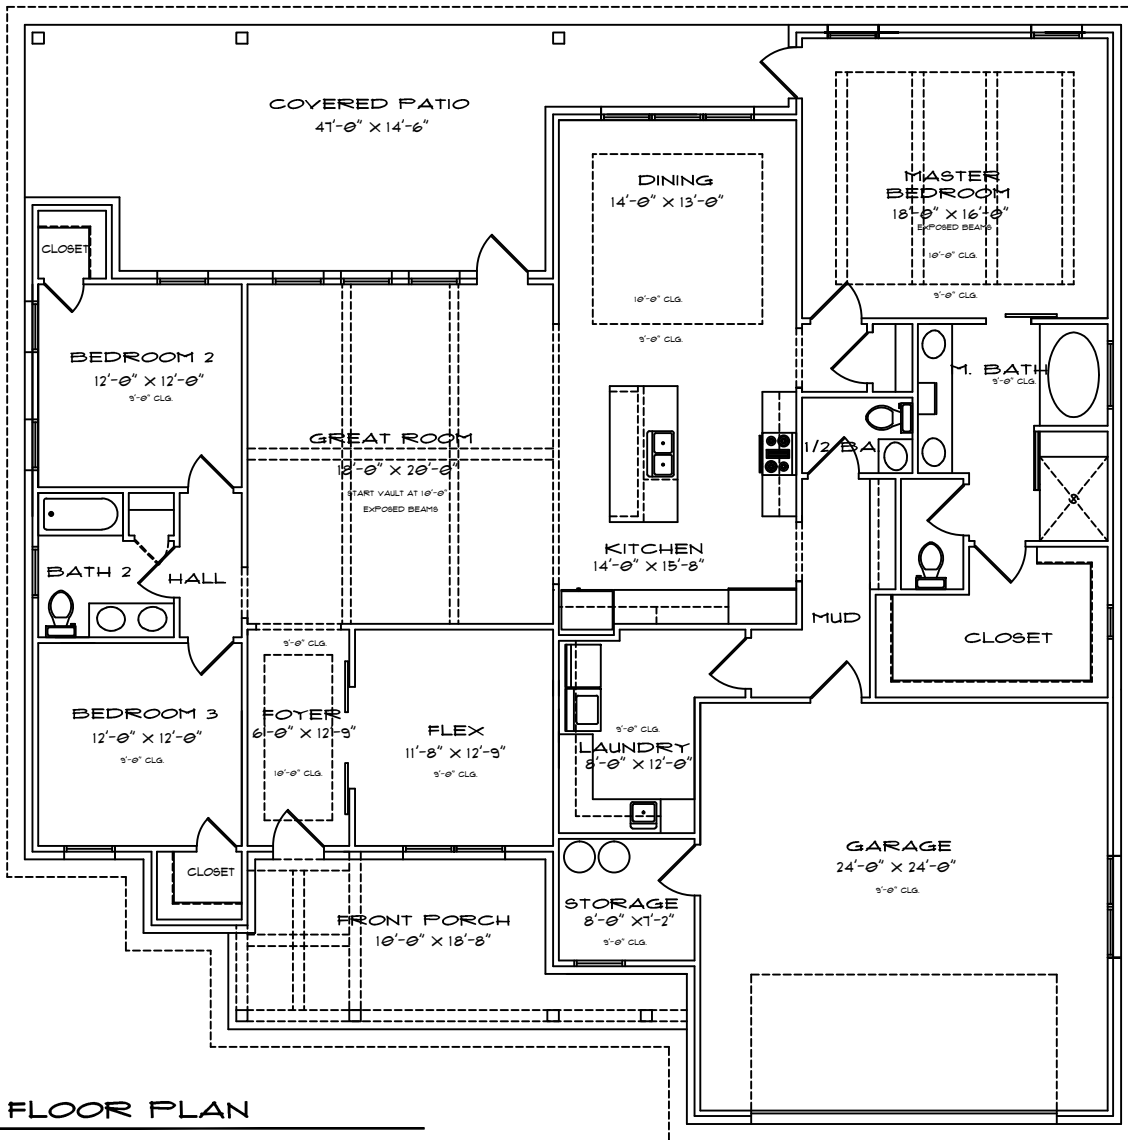 COVERED PATIO
47'-0" X 14'-6"
DINING
14'-0" X 13'-0"
10'-0" CLG.
9'-0" CLG.
MASTER
BEDROOM
18'-0" X 16'-0"
EXPOSED BEAMS
10'-0" CLG.
9'-0" CLG.
CLOSET
BEDROOM 2
12'-0" X 12'-0"
9'-0" CLG.
GREAT ROOM
18'-0" X 20'-0"
START VAULT AT 10'-0"
EXPOSED BEAMS
M. BATH
9'-0" CLG.
1/2 BA
KITCHEN
14'-0" X 15'-8"
BATH 2
HALL
MUD
CLOSET
BEDROOM 3
12'-0" X 12'-0"
9'-0" CLG.
9'-0" CLG.
FOYER
6'-0" X 12'-9"
10'-0" CLG.
FLEX
11'-8" X 12'-9"
9'-0" CLG.
9'-0" CLG.
LAUNDRY
8'-0" X 12'-0"
GARAGE
24'-0" X 24'-0"
9'-0" CLG.
CLOSET
STORAGE
8'-0" X7'-2"
9'-0" CLG.
FRONT PORCH
10'-0" X 18'-8"
FLOOR PLAN